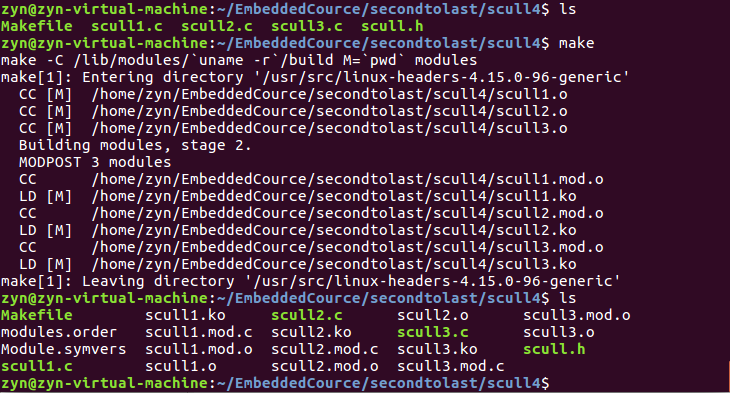 zyn@zyn-virtual-machine:~/EmbeddedCource/secondtolast/scull4$ ls
Makefile  scull1.c  scull2.c  scull3.c  scull.h
zyn@zyn-virtual-machine:~/EmbeddedCource/secondtolast/scull4$ make
make -C /lib/modules/`uname -r`/build M=`pwd` modules
make[1]: Entering directory '/usr/src/linux-headers-4.15.0-96-generic'
  CC [M]  /home/zyn/EmbeddedCource/secondtolast/scull4/scull1.o
  CC [M]  /home/zyn/EmbeddedCource/secondtolast/scull4/scull2.o
  CC [M]  /home/zyn/EmbeddedCource/secondtolast/scull4/scull3.o
  Building modules, stage 2.
  MODPOST 3 modules
  CC      /home/zyn/EmbeddedCource/secondtolast/scull4/scull1.mod.o
  LD [M]  /home/zyn/EmbeddedCource/secondtolast/scull4/scull1.ko
  CC      /home/zyn/EmbeddedCource/secondtolast/scull4/scull2.mod.o
  LD [M]  /home/zyn/EmbeddedCource/secondtolast/scull4/scull2.ko
  CC      /home/zyn/EmbeddedCource/secondtolast/scull4/scull3.mod.o
  LD [M]  /home/zyn/EmbeddedCource/secondtolast/scull4/scull3.ko
make[1]: Leaving directory '/usr/src/linux-headers-4.15.0-96-generic'
zyn@zyn-virtual-machine:~/EmbeddedCource/secondtolast/scull4$ ls
Makefile        scull1.ko     scull2.c      scull2.o      scull3.mod.o
modules.order   scull1.mod.c  scull2.ko     scull3.c      scull3.o
Module.symvers  scull1.mod.o  scull2.mod.c  scull3.ko     scull.h
scull1.c        scull1.o      scull2.mod.o  scull3.mod.c
zyn@zyn-virtual-machine:~/EmbeddedCource/secondtolast/scull4$